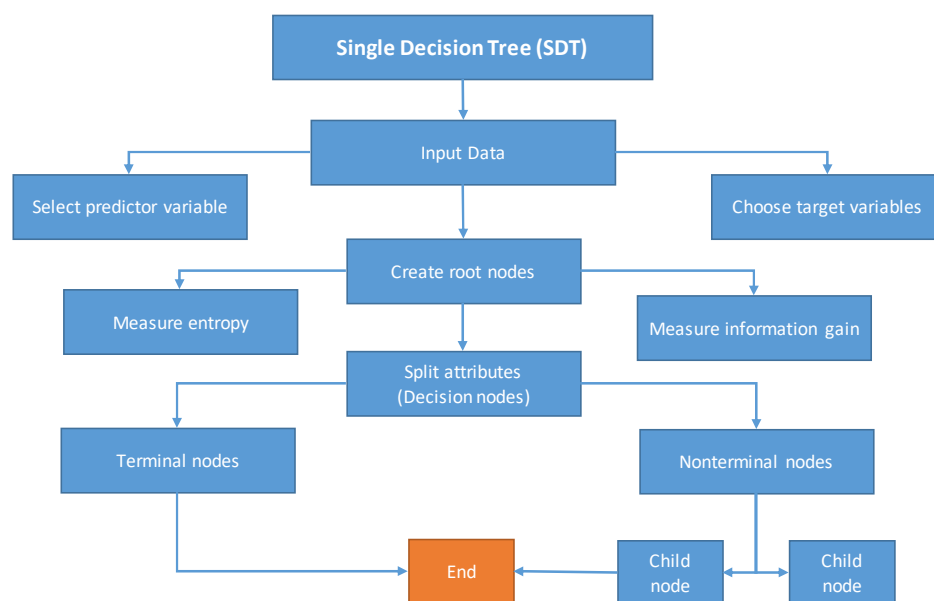 Single Decision Tree (SDT)
Input Data
Select predictor variable
Choose target variables
Create root nodes
Measure entropy
Measure information gain
Split attributes
(Decision nodes)
Terminal nodes
Nonterminal nodes
End
Child
node
Child
node